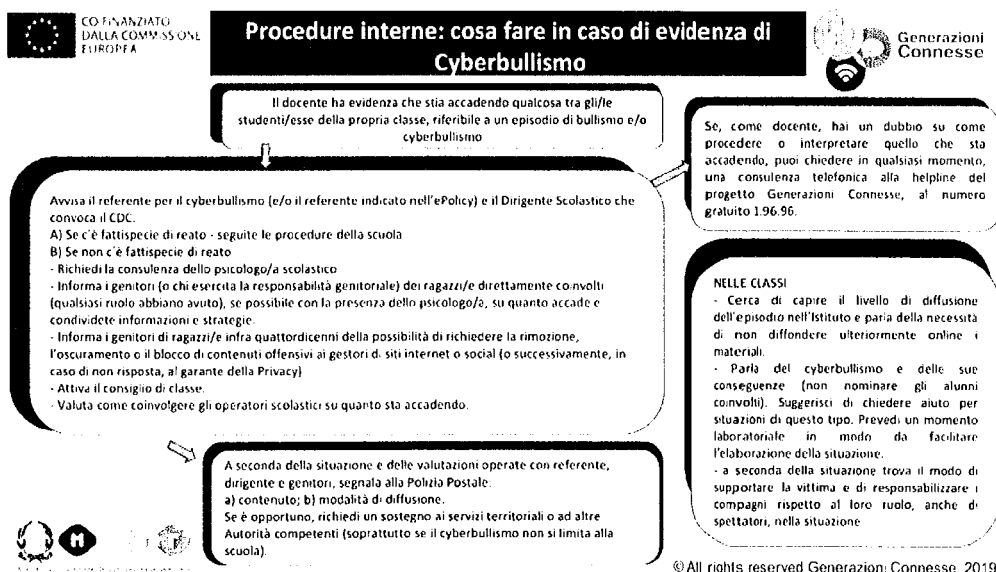 CO-FINANZIATO
DALLA COMMISSIONE
EUROPEA
Procedure interne: cosa fare in caso di evidenza di
Cyberbullismo
Generazioni
Connesse
Il docente ha evidenza che stia accadendo qualcosa tra gli/le
studenti/esse della propria classe, riferibile a un episodio di bullismo e/o
cyberbullismo
Se, come docente, hai un dubbio su come
procedere o interpretare quello che sta
accadendo, puoi chiedere in qualsiasi momento,
una consulenza telefonica alla helpline del
progetto Generazioni Connesse, al numero
gratuito 1.96.96.
Avvisa il referente per il cyberbullismo (e/o il referente indicato nell'ePolicy) e il Dirigente Scolastico che
convoca il CDC.
A) Se c'è fattispecie di reato - seguite le procedure della scuola
B) Se non c'è fattispecie di reato
- Richiedi la consulenza dello psicologo/a scolastico
- Informa i genitori (o chi esercita la responsabilità genitoriale) dei ragazzi/e direttamente coinvolti
(qualsiasi ruolo abbiano avuto), se possibile con la presenza dello psicologo/a, su quanto accade e
condividete informazioni e strategie.
- Informa i genitori di ragazzi/e infra quattordicenni della possibilità di richiedere la rimozione,
l'oscuramento o il blocco di contenuti offensivi ai gestori di siti internet o social (o successivamente, in
caso di non risposta, al garante della Privacy)
- Attiva il consiglio di classe.
- Valuta come coinvolgere gli operatori scolastici su quanto sta accadendo.
NELLE CLASSI
- Cerca di capire il livello di diffusione
dell'episodio nell'Istituto e parla della necessità
di non diffondere ulteriormente online i
materiali.
- Parla del cyberbullismo e delle sue
conseguenze (non nominare gli alunni
coinvolti). Suggerisci di chiedere aiuto per
situazioni di questo tipo. Prevedi un momento
laboratoriale in modo da facilitare
l'elaborazione della situazione.
- a seconda della situazione trova il modo di
supportare la vittima e di responsabilizzare i
compagni rispetto al loro ruolo, anche di
spettatori, nella situazione
A seconda della situazione e delle valutazioni operate con referente,
dirigente e genitori, segnala alla Polizia Postale:
a) contenuto; b) modalità di diffusione.
Se è opportuno, richiedi un sostegno ai servizi territoriali o ad altre
Autorità competenti (soprattutto se il cyberbullismo non si limita alla
scuola).
© All rights reserved Generazioni Connesse 2019